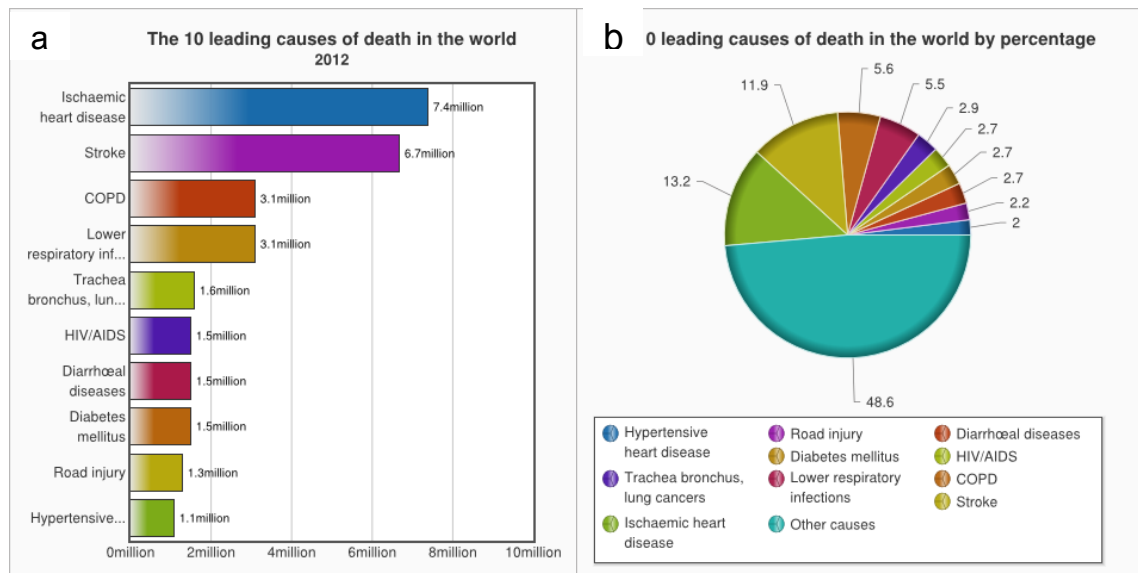 a
The 10 leading causes of death in the world
2012
Ischaemic
heart disease
7.4million
Stroke
6.7million
COPD
3.1million
Lower
respiratory inf...
3.1million
Trachea
bronchus, lun...
1.6million
HIV/AIDS
1.5million
Diarrhœal
diseases
1.5million
Diabetes
mellitus
1.5million
Road injury
1.3million
Hypertensive...
1.1million
0million 2million 4million 6million 8million 10million
b
0 leading causes of death in the world by percentage
5.6
5.5
11.9
2.9
2.7
2.7
13.2
2.7
2.2
2
48.6
Hypertensive
heart disease
Trachea bronchus,
lung cancers
Ischaemic heart
disease
Road injury
Diabetes mellitus
Lower respiratory
infections
Other causes
Diarrhœal diseases
HIV/AIDS
COPD
Stroke